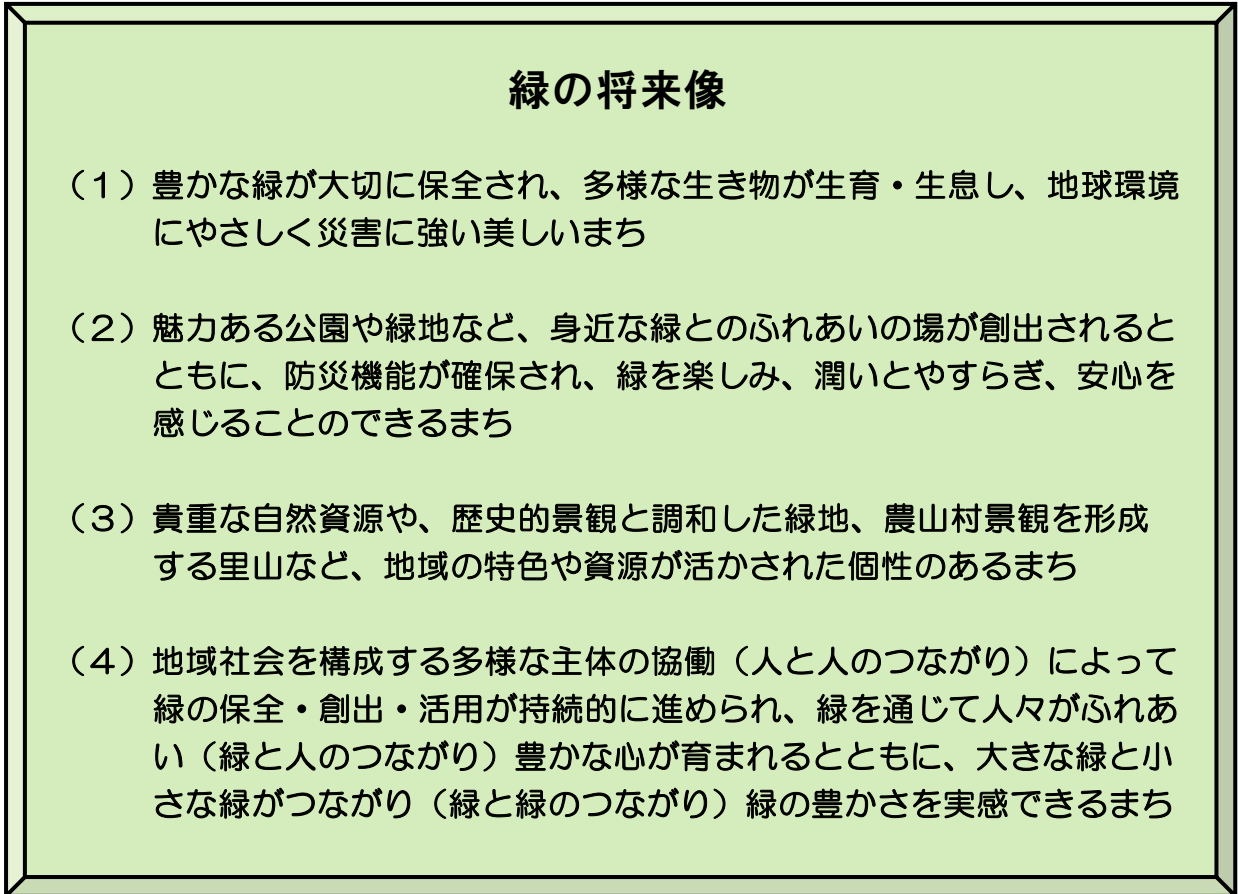 緑の将来像
（１）豊かな緑が大切に保全され、多様な生き物が生育・生息し、地球環境
にやさしく災害に強い美しいまち
（２）魅力ある公園や緑地など、身近な緑とのふれあいの場が創出されると
ともに、防災機能が確保され、緑を楽しみ、潤いとやすらぎ、安心を
感じることのできるまち
（３）貴重な自然資源や、歴史的景観と調和した緑地、農山村景観を形成
する里山など、地域の特色や資源が活かされた個性のあるまち
（４）地域社会を構成する多様な主体の協働（人と人のつながり）によって
緑の保全・創出・活用が持続的に進められ、緑を通じて人々がふれあ
い（緑と人のつながり）豊かな心が育まれるとともに、大きな緑と小
さな緑がつながり（緑と緑のつながり）緑の豊かさを実感できるまち